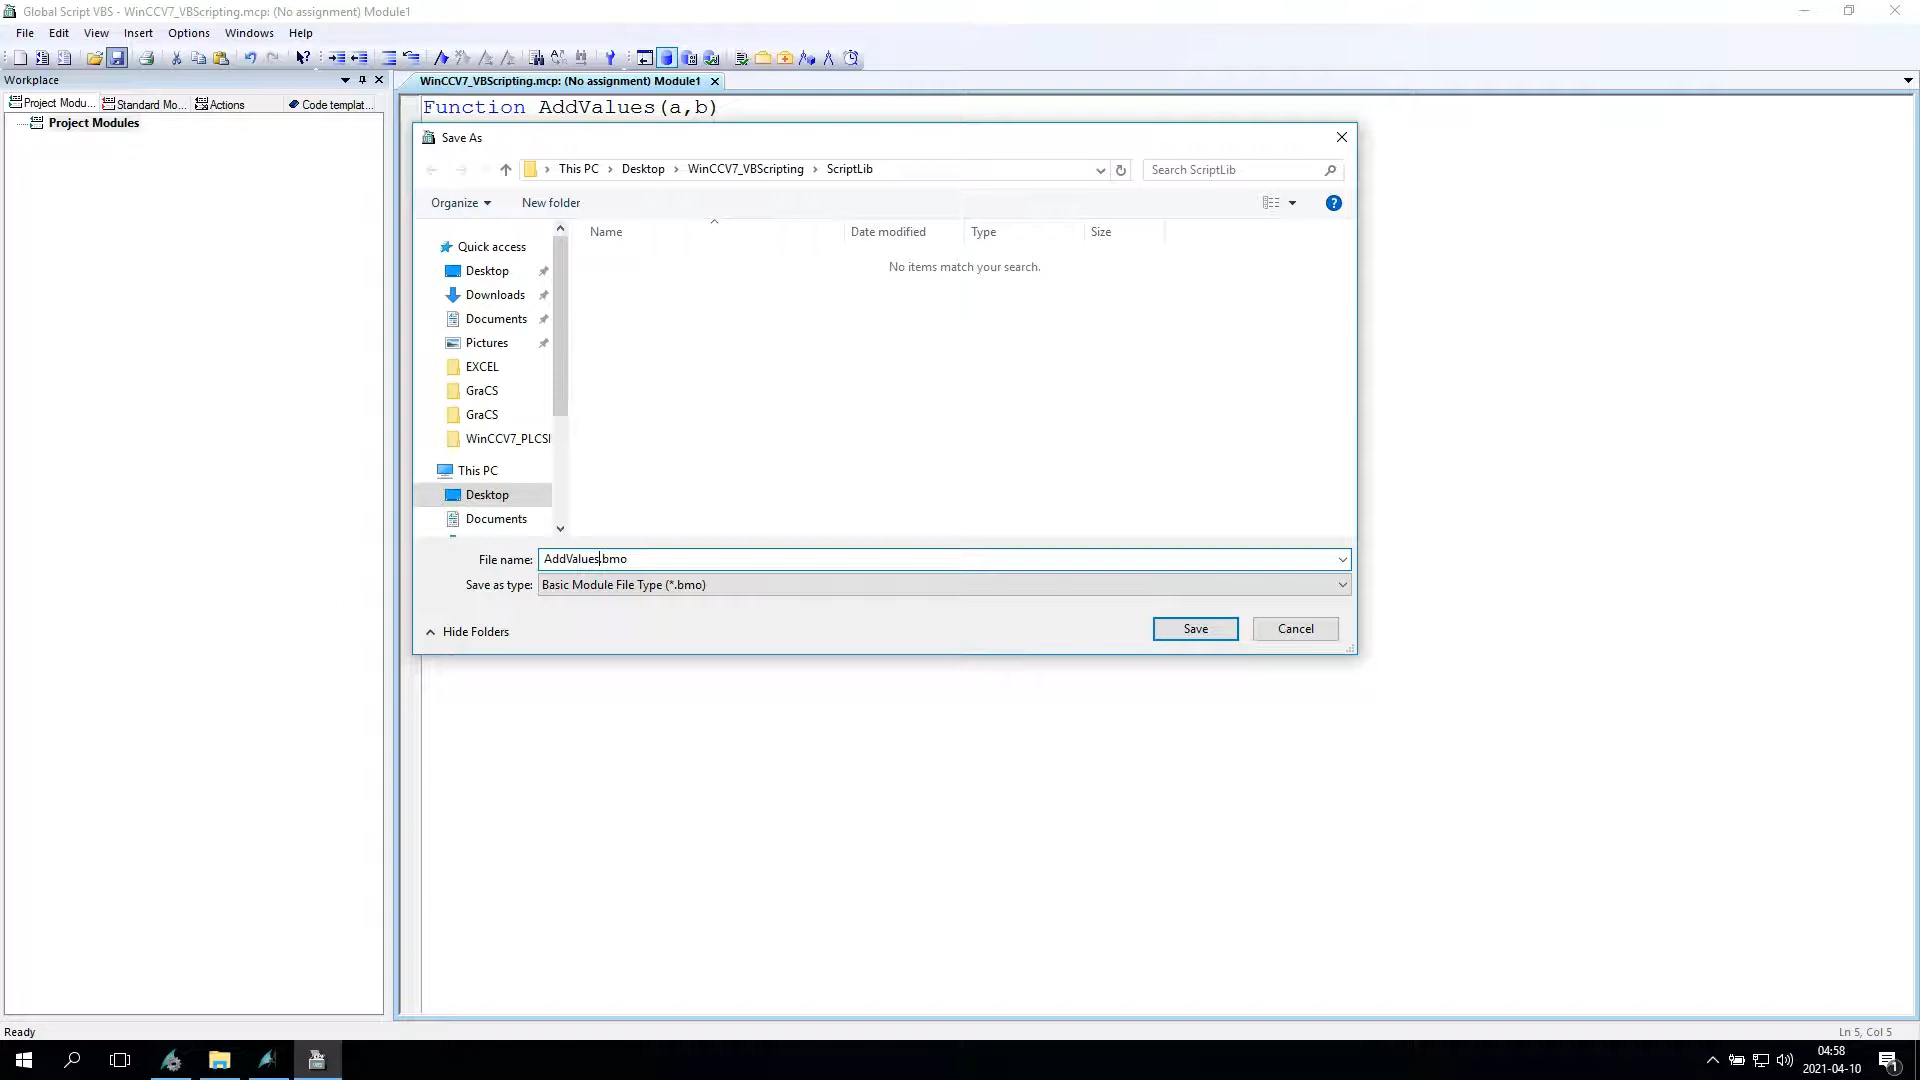 Global Script VBS - WinCCV7_VBScripting.mcp: (No assignment) Module1
File Edit View Insert Options Windows Help
Workplace
Project Modu... Standard Mo... Actions Code templat...
Project Modules
WinCCV7_VBScripting.mcp: (No assignment) Module1
Function AddValues(a,b)
Save As
This PC > Desktop > WinCCV7_VBScripting > ScriptLib
Search ScriptLib
Organize New folder
Name Date modified Type Size
No items match your search.
Quick access
Desktop
Downloads
Documents
Pictures
EXCEL
GraCS
GraCS
WinCCV7_PLCSI
This PC
Desktop
Documents
File name: AddValues.bmo
Save as type: Basic Module File Type (*.bmo)
Hide Folders
Save Cancel
Ready
Ln 5, Col 5
04:58
2021-04-10
1